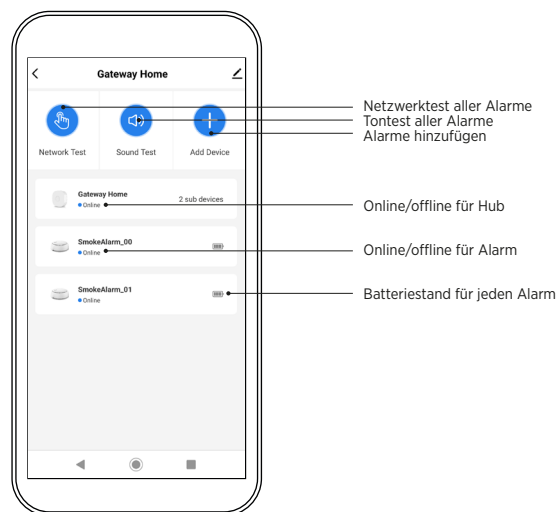 Gateway Home
Network Test
Sound Test
Add Device
Gateway Home
Online
2 sub devices
SmokeAlarm_00
Online
SmokeAlarm_01
Online
Netzwerktest aller Alarme
Tontest aller Alarme
Alarme hinzufügen
Online/offline für Hub
Online/offline für Alarm
Batteriestand für jeden Alarm